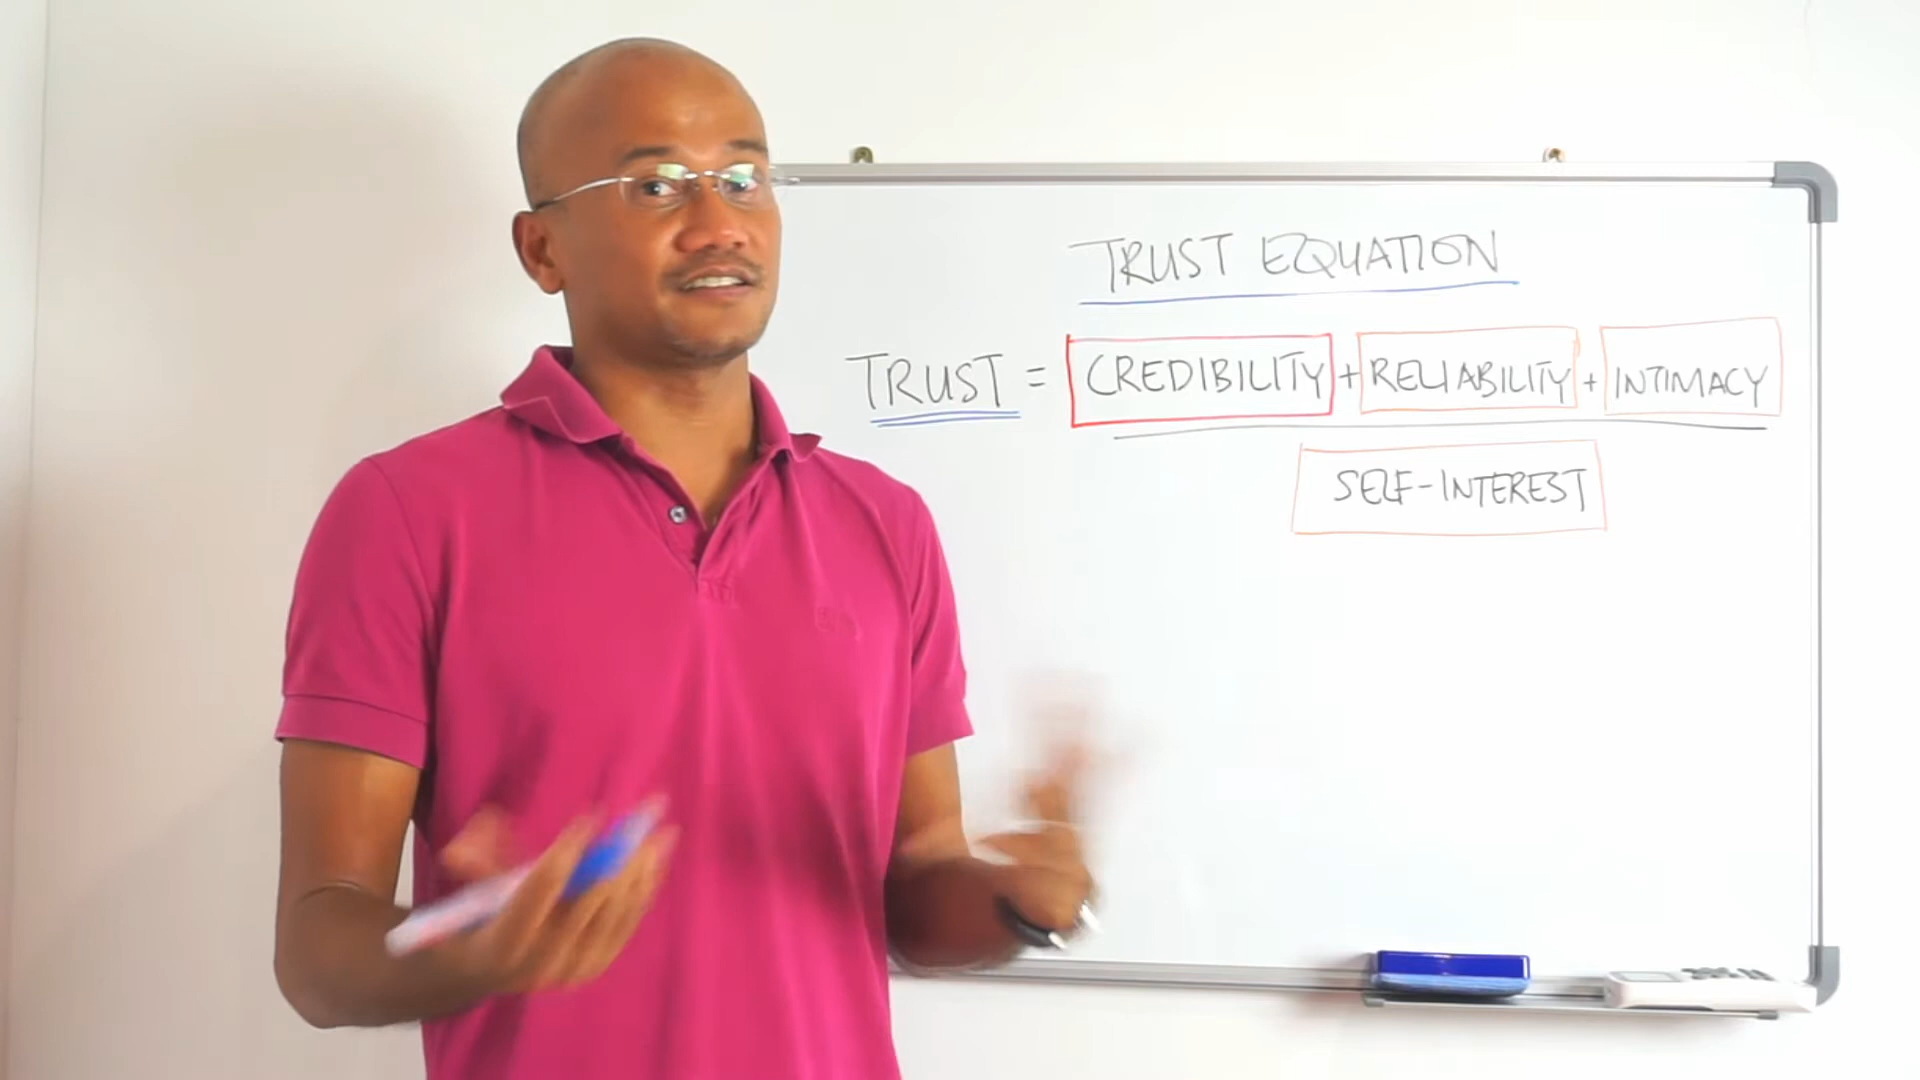 TRUST EQUATION
TRUST = CREDIBILITY + RELIABILITY + INTIMACY
SELF-INTEREST